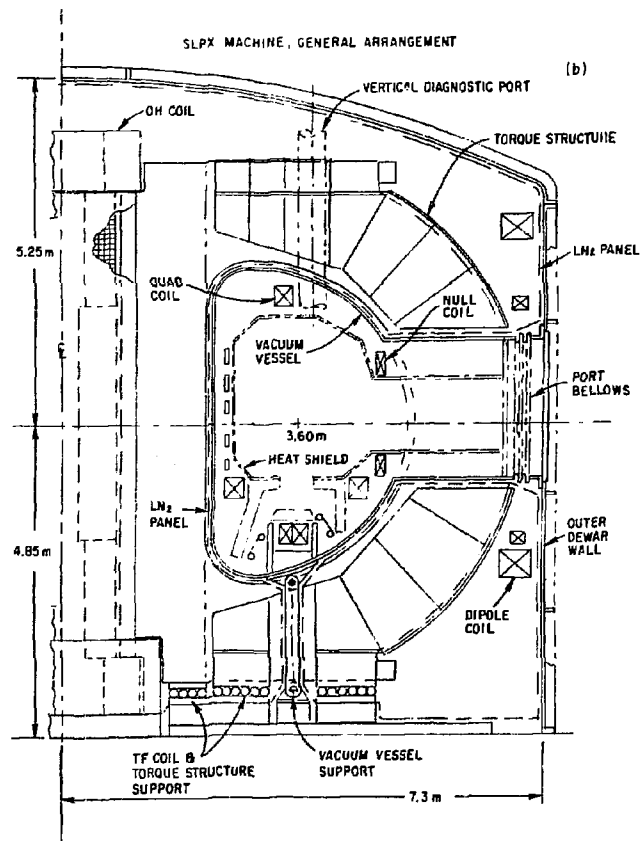 SLPX MACHINE, GENERAL ARRANGEMENT
(b)
VERTICAL DIAGNOSTIC PORT
OH COIL
TORQUE STRUCTURE
5.25 m
LN2 PANEL
QUAD
COIL
NULL
COIL
VACUUM
VESSEL
PORT
BELLOWS
3.60 m
HEAT SHIELD
LN2
PANEL
OUTER
DEWAR
WALL
4.85 m
DIPOLE
COIL
TF COIL &
TORQUE STRUCTURE
SUPPORT
VACUUM VESSEL
SUPPORT
7.3 m